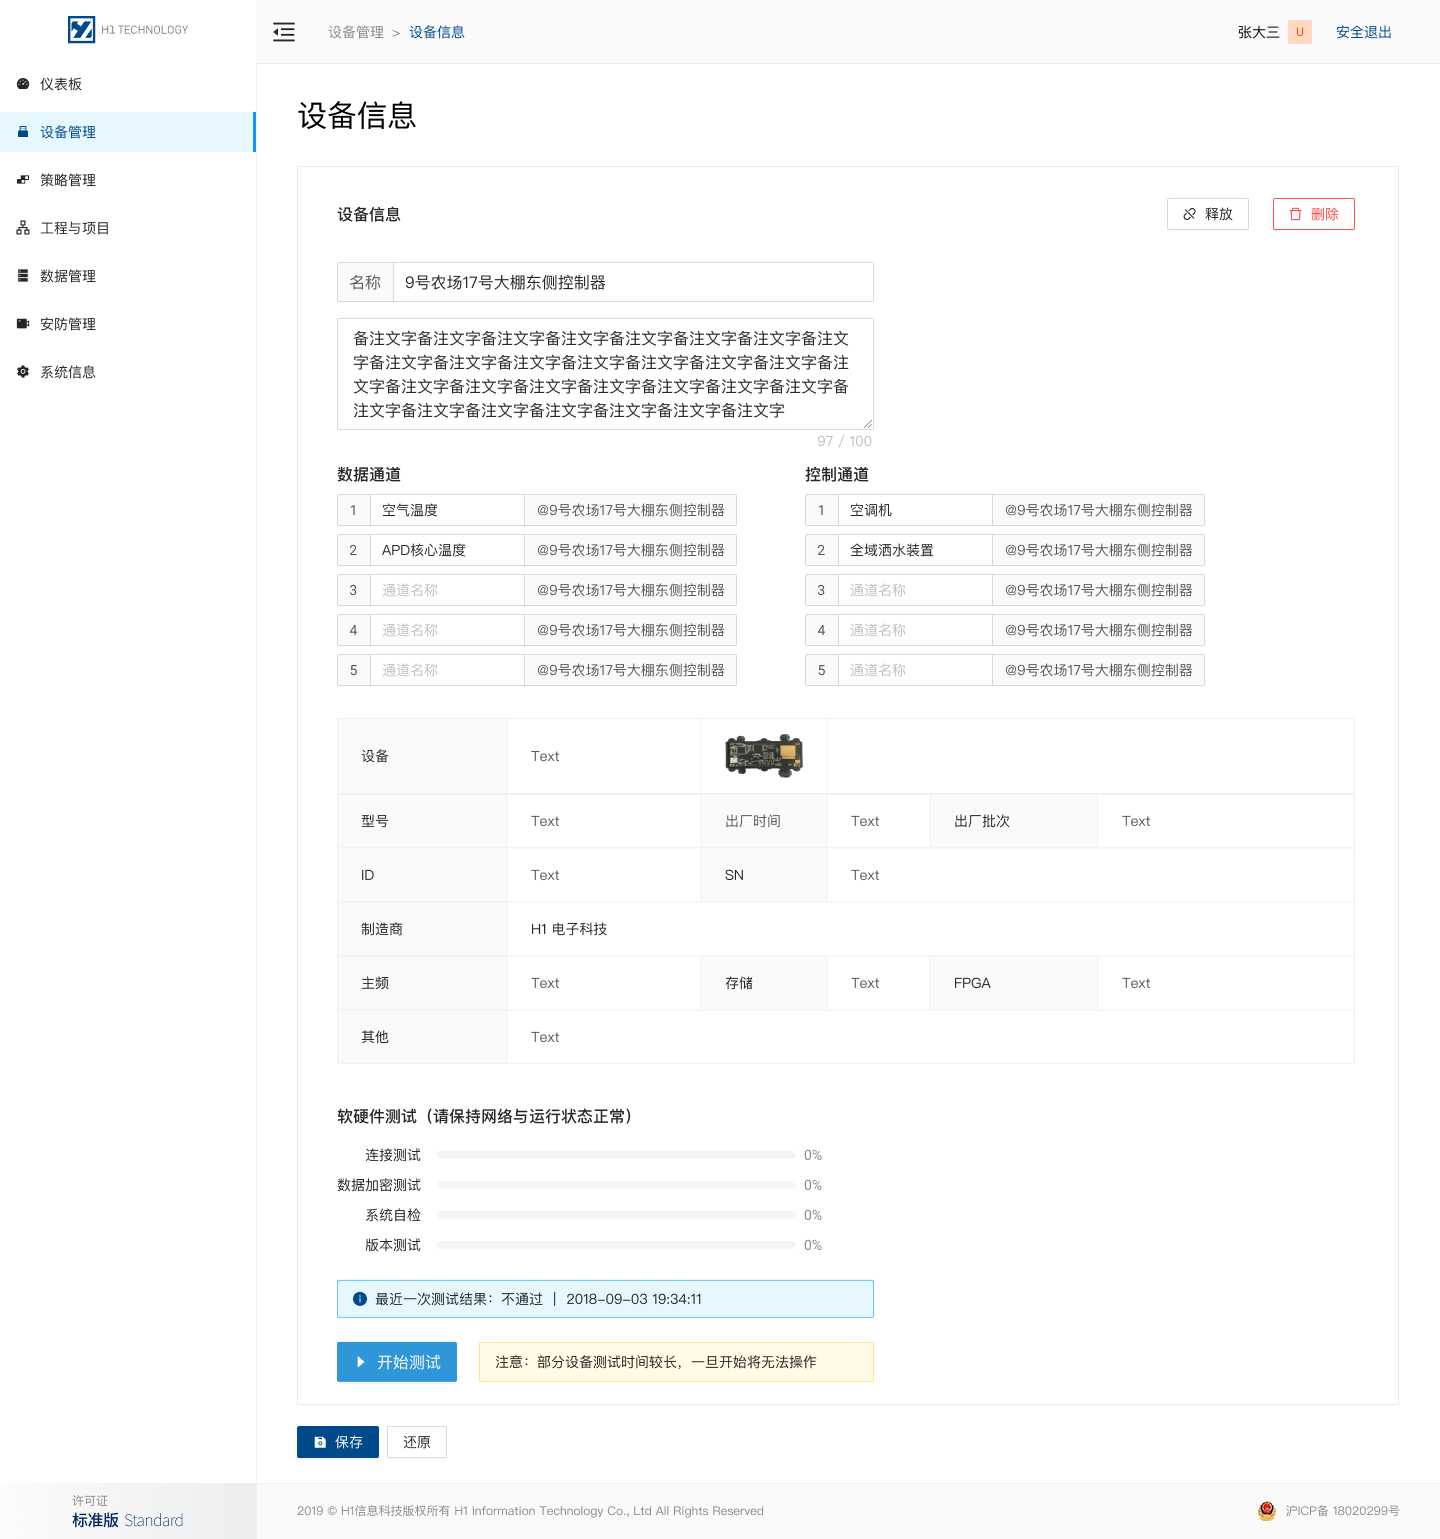 H1 TECHNOLOGY
设备管理 > 设备信息
张大三 U 安全退出
仪表板
设备管理
策略管理
工程与项目
数据管理
安防管理
系统信息
设备信息
设备信息
释放 删除
名称 9号农场17号大棚东侧控制器
备注文字备注文字备注文字备注文字备注文字备注文字备注文字备注文
字备注文字备注文字备注文字备注文字备注文字备注文字备注文字备注
文字备注文字备注文字备注文字备注文字备注文字备注文字备注文字备
注文字备注文字备注文字备注文字备注文字备注文字备注文字
97 / 100
数据通道
1 空气温度 @9号农场17号大棚东侧控制器
2 APD核心温度 @9号农场17号大棚东侧控制器
3 通道名称 @9号农场17号大棚东侧控制器
4 通道名称 @9号农场17号大棚东侧控制器
5 通道名称 @9号农场17号大棚东侧控制器
控制通道
1 空调机 @9号农场17号大棚东侧控制器
2 全域洒水装置 @9号农场17号大棚东侧控制器
3 通道名称 @9号农场17号大棚东侧控制器
4 通道名称 @9号农场17号大棚东侧控制器
5 通道名称 @9号农场17号大棚东侧控制器
设备 Text
型号 Text 出厂时间 Text 出厂批次 Text
ID Text SN Text
制造商 H1 电子科技
主频 Text 存储 Text FPGA Text
其他 Text
软硬件测试（请保持网络与运行状态正常）
连接测试 0%
数据加密测试 0%
系统自检 0%
版本测试 0%
最近一次测试结果：不通过 | 2018-09-03 19:34:11
开始测试 注意：部分设备测试时间较长，一旦开始将无法操作
保存 还原
许可证
标准版 Standard
2019 © H1信息科技版权所有 H1 Information Technology Co., Ltd All Rights Reserved
沪ICP备 18020299号